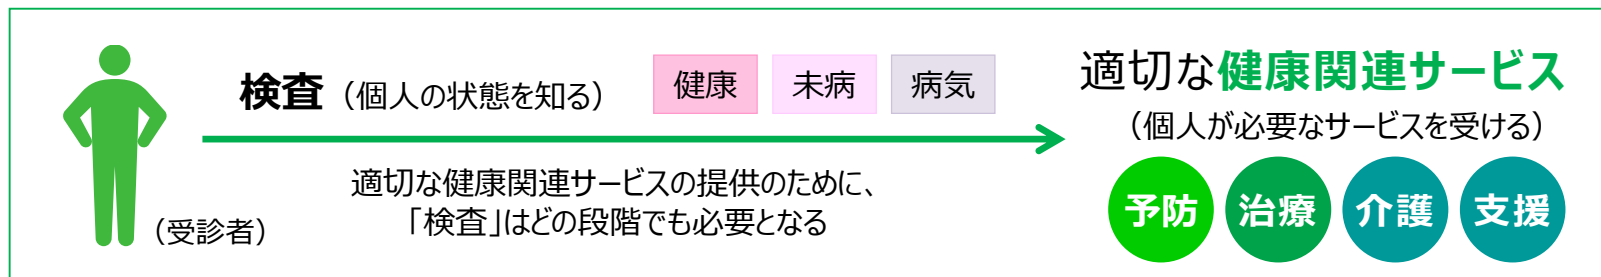 検査（個人の状態を知る）
健康
未病
病気
適切な健康関連サービスの提供のために、
「検査」はどの段階でも必要となる
（受診者）
適切な健康関連サービス
（個人が必要なサービスを受ける）
予防
治療
介護
支援